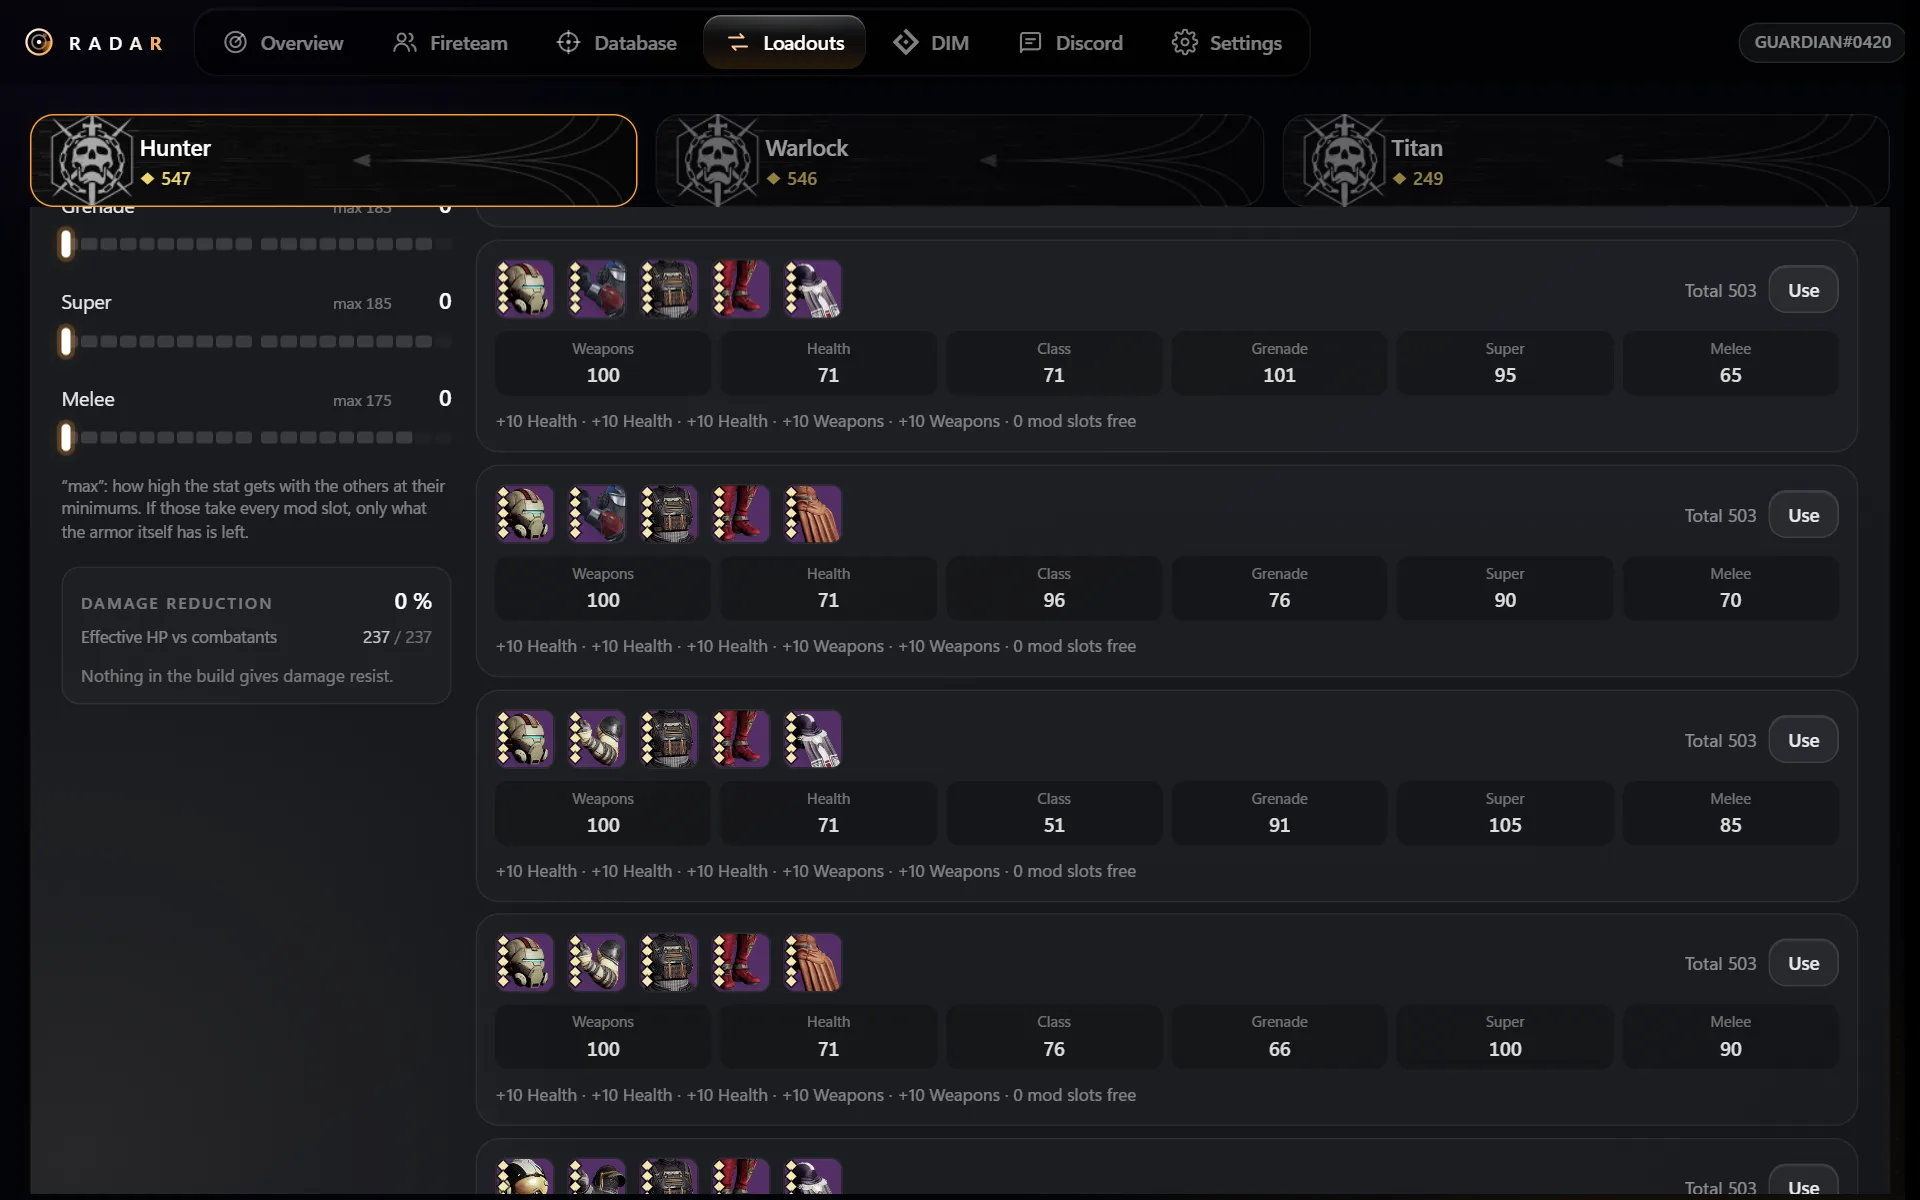 RADAR
Overview
Fireteam
Database
Loadouts
DIM
Discord
Settings
GUARDIAN#0420
Hunter
547
Warlock
546
Titan
249
Grenade max 185 0
Super max 185 0
Melee max 175 0
“max”: how high the stat gets with the others at their
minimums. If those take every mod slot, only what
the armor itself has is left.
DAMAGE REDUCTION 0 %
Effective HP vs combatants 237 / 237
Nothing in the build gives damage resist.
Total 503 Use
Weapons Health Class Grenade Super Melee
100 71 71 101 95 65
+10 Health · +10 Health · +10 Health · +10 Weapons · +10 Weapons · 0 mod slots free
Total 503 Use
Weapons Health Class Grenade Super Melee
100 71 96 76 90 70
+10 Health · +10 Health · +10 Health · +10 Weapons · +10 Weapons · 0 mod slots free
Total 503 Use
Weapons Health Class Grenade Super Melee
100 71 51 91 105 85
+10 Health · +10 Health · +10 Health · +10 Weapons · +10 Weapons · 0 mod slots free
Total 503 Use
Weapons Health Class Grenade Super Melee
100 71 76 66 100 90
+10 Health · +10 Health · +10 Health · +10 Weapons · +10 Weapons · 0 mod slots free
Total 503 Use